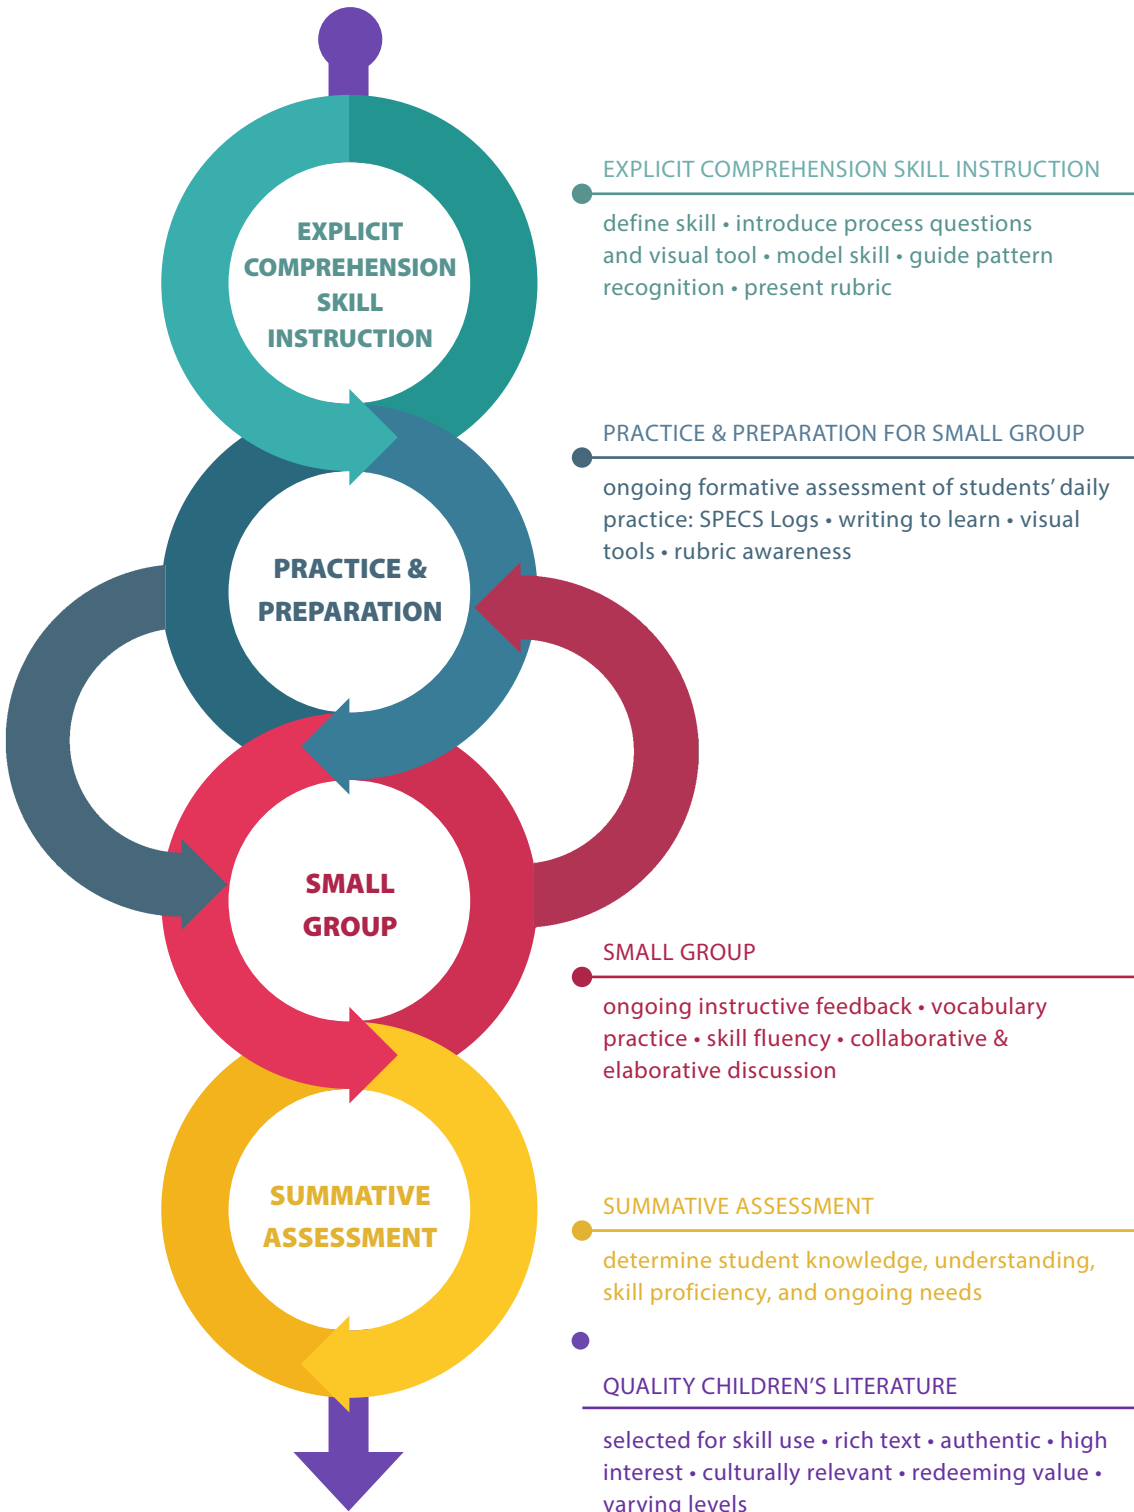 EXPLICIT
COMPREHENSION
SKILL
INSTRUCTION
EXPLICIT COMPREHENSION SKILL INSTRUCTION
define skill • introduce process questions
and visual tool • model skill • guide pattern
recognition • present rubric
PRACTICE &
PREPARATION
PRACTICE & PREPARATION FOR SMALL GROUP
ongoing formative assessment of students’ daily
practice: SPECS Logs • writing to learn • visual
tools • rubric awareness
SMALL
GROUP
SMALL GROUP
ongoing instructive feedback • vocabulary
practice • skill fluency • collaborative &
elaborative discussion
SUMMATIVE
ASSESSMENT
SUMMATIVE ASSESSMENT
determine student knowledge, understanding,
skill proficiency, and ongoing needs
QUALITY CHILDREN’S LITERATURE
selected for skill use • rich text • authentic • high
interest • culturally relevant • redeeming value •
varying levels